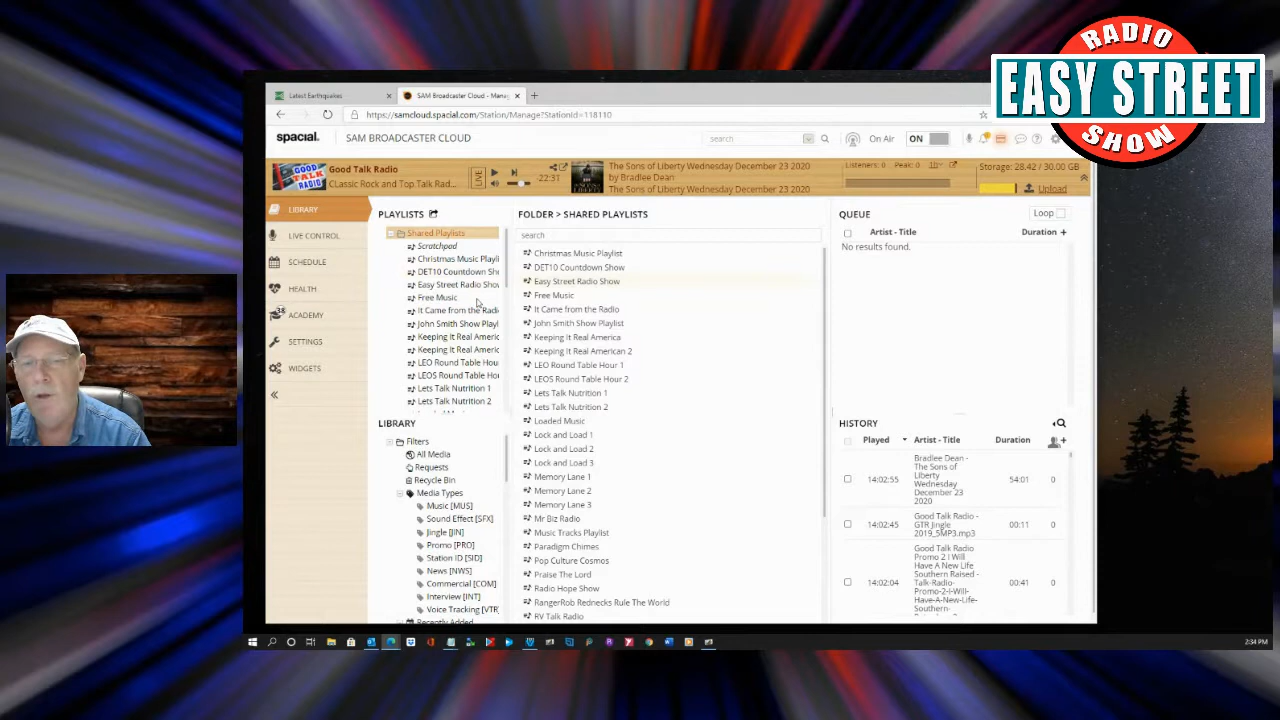 RADIO
EASY STREET
SHOW
Latest Earthquakes
SAM Broadcaster Cloud - Mana
https://samcloud.spacial.com/Station/Manage?StationId=118110
spacial.
SAM BROADCASTER CLOUD
search
On Air
ON
Good Talk Radio
CLassic Rock and Top Talk Rad...
LIVE
-22:31
The Sons of Liberty Wednesday December 23 2020
by Bradlee Dean
The Sons of Liberty Wednesday December 23 2020
Listeners: 0 Peak: 0
Storage: 28.42 / 30.00 GB
Upload
LIBRARY
LIVE CONTROL
SCHEDULE
HEALTH
38
ACADEMY
SETTINGS
WIDGETS
PLAYLISTS
Shared Playlists
Scratchpad
Christmas Music Playli
DET10 Countdown Sh
Easy Street Radio Show
Free Music
It Came from the Radi
John Smith Show Playl
Keeping It Real Americ
Keeping It Real Americ
LEO Round Table Hou
LEOS Round Table Ho
Lets Talk Nutrition 1
Lets Talk Nutrition 2
LIBRARY
Filters
All Media
Requests
Recycle Bin
Media Types
Music [MUS]
Sound Effect [SFX]
Jingle [JIN]
Promo [PRO]
Station ID [SID]
News [NWS]
Commercial [COM]
Interview [INT]
Voice Tracking [VTR]
Recently Added
FOLDER > SHARED PLAYLISTS
search
Christmas Music Playlist
DET10 Countdown Show
Easy Street Radio Show
Free Music
It Came from the Radio
John Smith Show Playlist
Keeping It Real America
Keeping It Real American 2
LEO Round Table Hour 1
LEOS Round Table Hour 2
Lets Talk Nutrition 1
Lets Talk Nutrition 2
Loaded Music
Lock and Load 1
Lock and Load 2
Lock and Load 3
Memory Lane 1
Memory Lane 2
Memory Lane 3
Mr Biz Radio
Music Tracks Playlist
Paradigm Chimes
Pop Culture Cosmos
Praise The Lord
Radio Hope Show
RangerRob Rednecks Rule The World
RV Talk Radio
QUEUE
Loop
Artist - Title
Duration
No results found.
HISTORY
Played
Artist - Title
Duration
14:02:55
Bradlee Dean -
The Sons of
Liberty
Wednesday
December 23
2020
54:01
0
14:02:45
Good Talk Radio -
GTR Jingle
2019_5MP3.mp3
00:11
0
14:02:04
Good Talk Radio
Promo 2 I Will
Have A New Life
Southern Raised -
Talk-Radio-
Promo-2-I-Will-
Have-A-New-Life-
Southern-
00:41
0
2:34 PM